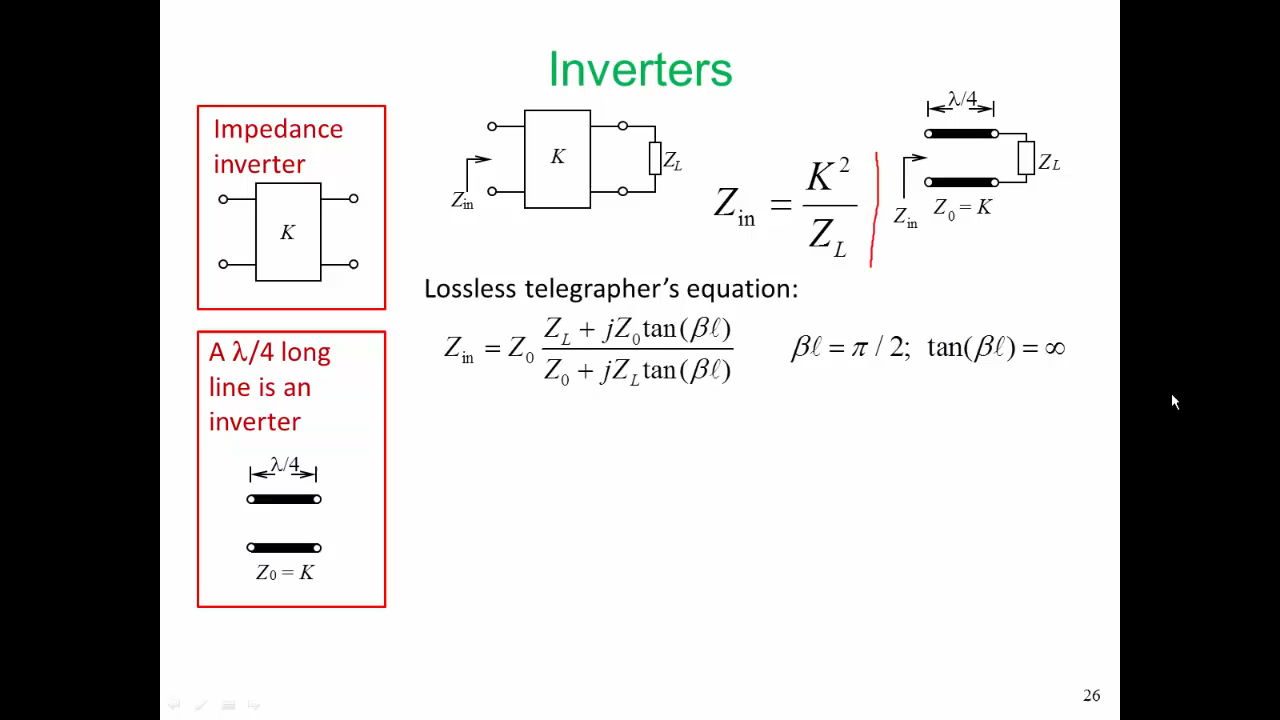 Inverters
Impedance
inverter
K
K
Z_L
Z_in
Z_in = K² / Z_L
λ/4
Z_L
Z_in
Z_0 = K
Lossless telegrapher's equation:
Z_in = Z_0 (Z_L + jZ_0 tan(βℓ)) / (Z_0 + jZ_L tan(βℓ))
βℓ = π / 2; tan(βℓ) = ∞
A λ/4 long
line is an
inverter
λ/4
Z_0 = K
26